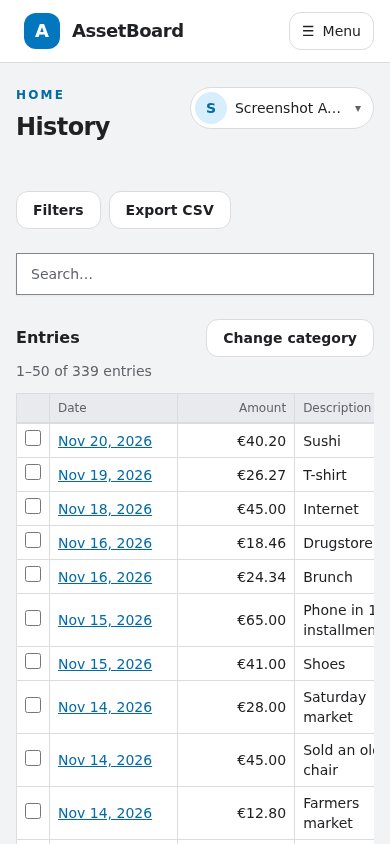 A AssetBoard ☰ Menu
HOME
History
S Screenshot A… ▾
Filters Export CSV
Search…
Entries Change category
1–50 of 339 entries
Date Amount Description
Nov 20, 2026 €40.20 Sushi
Nov 19, 2026 €26.27 T-shirt
Nov 18, 2026 €45.00 Internet
Nov 16, 2026 €18.46 Drugstore
Nov 16, 2026 €24.34 Brunch
Nov 15, 2026 €65.00 Phone in 1
installmen
Nov 15, 2026 €41.00 Shoes
Nov 14, 2026 €28.00 Saturday
market
Nov 14, 2026 €45.00 Sold an old
chair
Nov 14, 2026 €12.80 Farmers
market